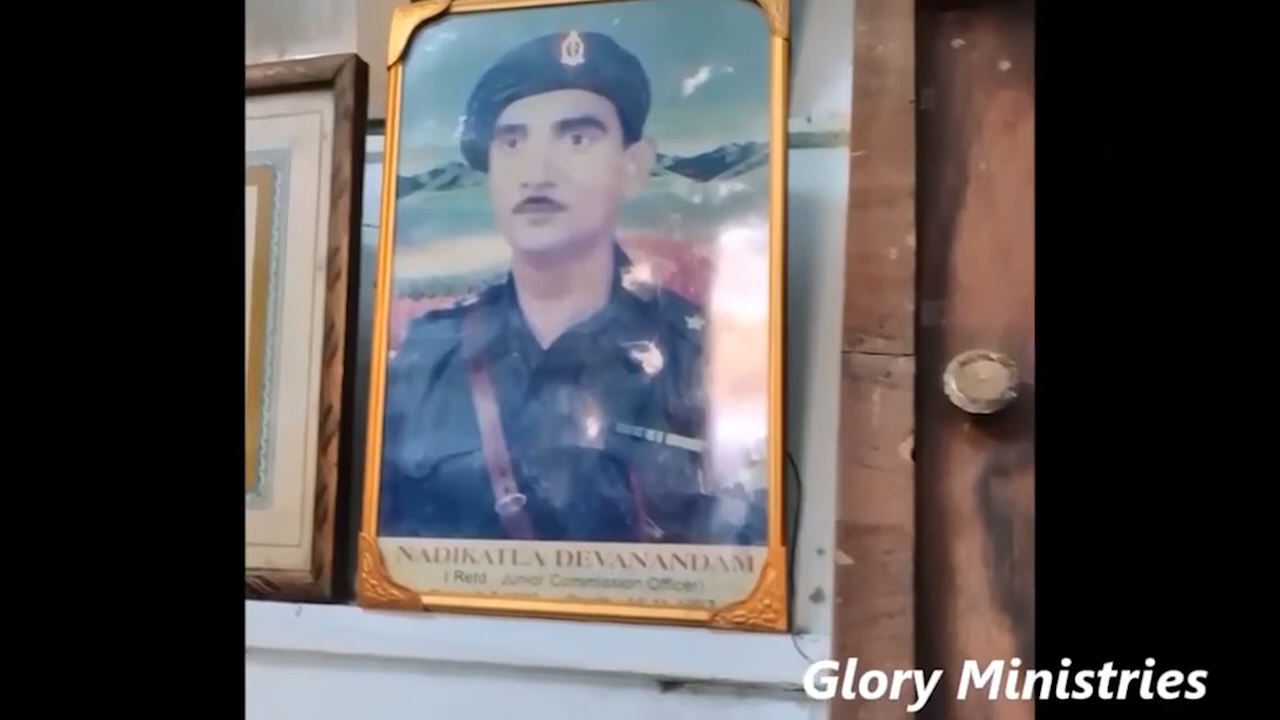 NADIKATLA DEVANANDAM
( Retd. Junior Commission Officer)
Glory Ministries